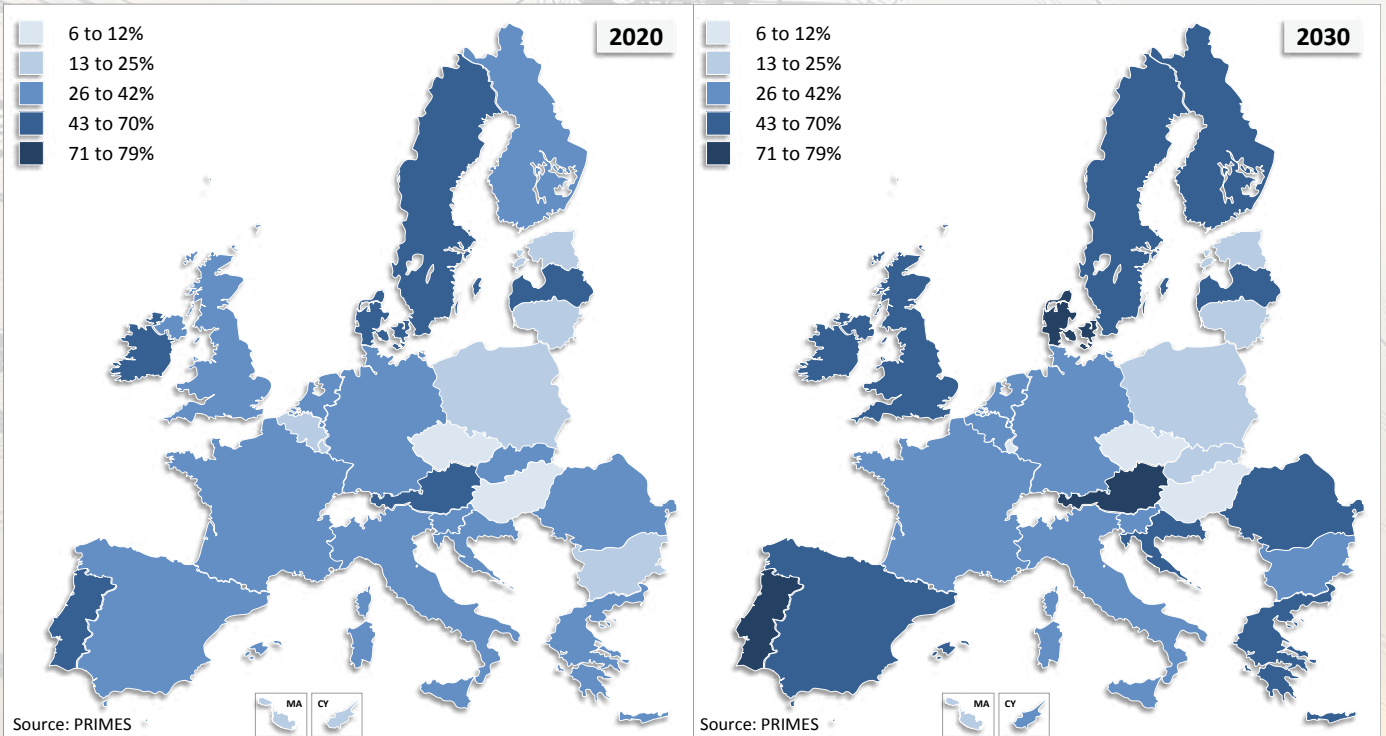 6 to 12%
13 to 25%
26 to 42%
43 to 70%
71 to 79%
2020
MA
CY
Source: PRIMES
6 to 12%
13 to 25%
26 to 42%
43 to 70%
71 to 79%
2030
MA
CY
Source: PRIMES